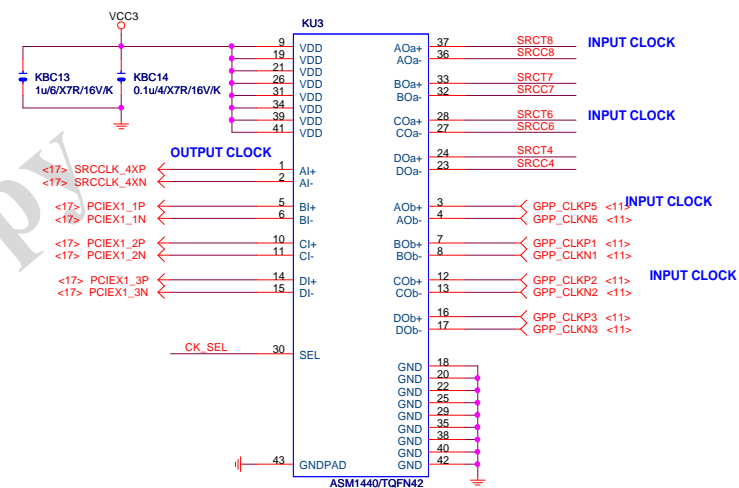 VCC3
KU3
KBC13
1u/6/X7R/16V/K
KBC14
0.1u/4/X7R/16V/K
9 VDD
19 VDD
21 VDD
26 VDD
31 VDD
34 VDD
39 VDD
41 VDD
AOa+ 37 SRCT8
AOa- 36 SRCC8
INPUT CLOCK
BOa+ 33 SRCT7
BOa- 32 SRCC7
COa+ 28 SRCT6
COa- 27 SRCC6
INPUT CLOCK
DOa+ 24 SRCT4
DOa- 23 SRCC4
OUTPUT CLOCK
<17> SRCCLK_4XP 1 AI+
<17> SRCCLK_4XN 2 AI-
<17> PCIEX1_1P 5 BI+
<17> PCIEX1_1N 6 BI-
<17> PCIEX1_2P 10 CI+
<17> PCIEX1_2N 11 CI-
<17> PCIEX1_3P 14 DI+
<17> PCIEX1_3N 15 DI-
AOb+ 3 GPP_CLKP5 <11>
AOb- 4 GPP_CLKN5 <11>
INPUT CLOCK
BOb+ 7 GPP_CLKP1 <11>
BOb- 8 GPP_CLKN1 <11>
COb+ 12 GPP_CLKP2 <11>
COb- 13 GPP_CLKN2 <11>
INPUT CLOCK
DOb+ 16 GPP_CLKP3 <11>
DOb- 17 GPP_CLKN3 <11>
CK_SEL 30 SEL
GND 18
GND 20
GND 22
GND 25
GND 29
GND 35
GND 38
GND 40
GND 42
43 GNDPAD
ASM1440/TQFN42
py